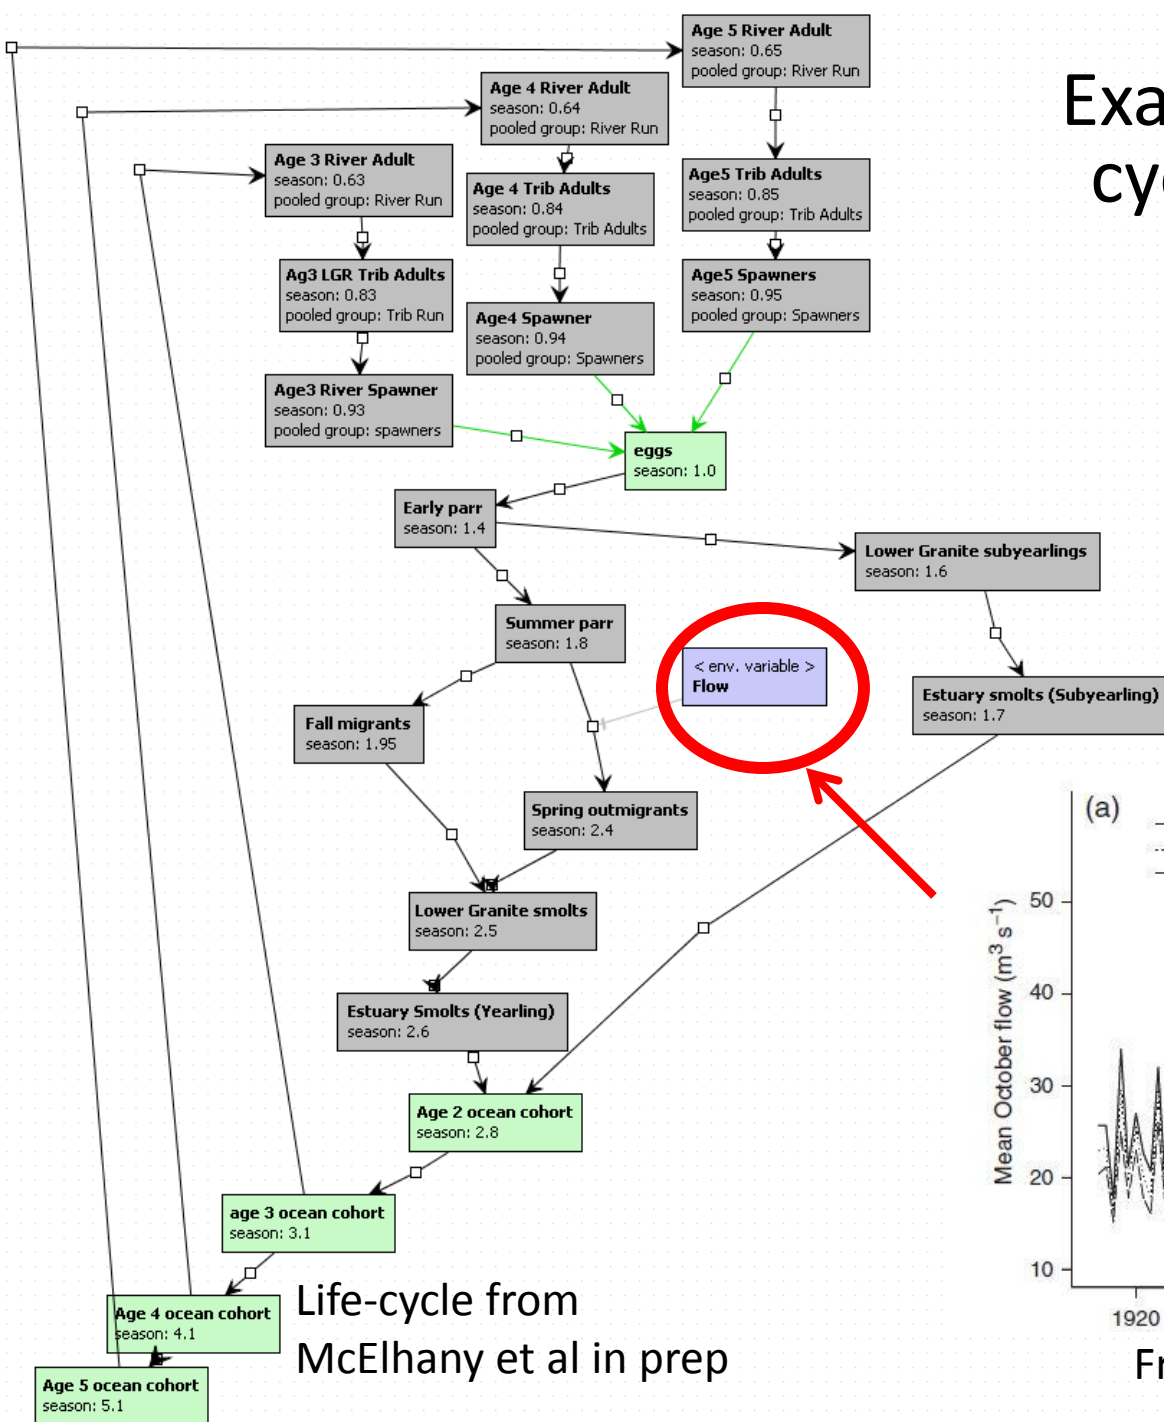 Age 5 River Adult
season: 0.65
pooled group: River Run
Exa
cy
Age 4 River Adult
season: 0.64
pooled group: River Run
Age 3 River Adult
season: 0.63
pooled group: River Run
Age 4 Trib Adults
season: 0.84
pooled group: Trib Adults
Age5 Trib Adults
season: 0.85
pooled group: Trib Adults
Ag3 LGR Trib Adults
season: 0.83
pooled group: Trib Run
Age4 Spawner
season: 0.94
pooled group: Spawners
Age5 Spawners
season: 0.95
pooled group: Spawners
Age3 River Spawner
season: 0.93
pooled group: spawners
eggs
season: 1.0
Early parr
season: 1.4
Lower Granite subyearlings
season: 1.6
Summer parr
season: 1.8
< env. variable >
Flow
Estuary smolts (Subyearling)
season: 1.7
Fall migrants
season: 1.95
Spring outmigrants
season: 2.4
Lower Granite smolts
season: 2.5
Estuary Smolts (Yearling)
season: 2.6
Age 2 ocean cohort
season: 2.8
age 3 ocean cohort
season: 3.1
Age 4 ocean cohort
season: 4.1
Age 5 ocean cohort
season: 5.1
Life-cycle from
McElhany et al in prep
(a)
Mean October flow (m³ s⁻¹)
50
40
30
20
10
1920
Fr